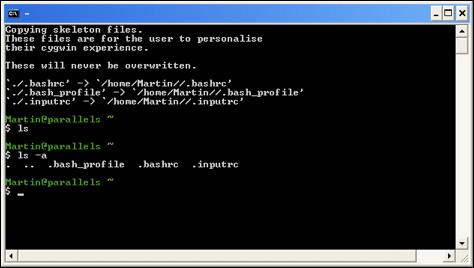 ~
Copying skeleton files.
These files are for the user to personalise
their cygwin experience.
These will never be overwritten.
`./.bashrc' -> `/home/Martin//.bashrc'
`./.bash_profile' -> `/home/Martin//.bash_profile'
`./.inputrc' -> `/home/Martin//.inputrc'
Martin@parallels ~
$ ls
Martin@parallels ~
$ ls -a
.  ..  .bash_profile  .bashrc  .inputrc
Martin@parallels ~
$